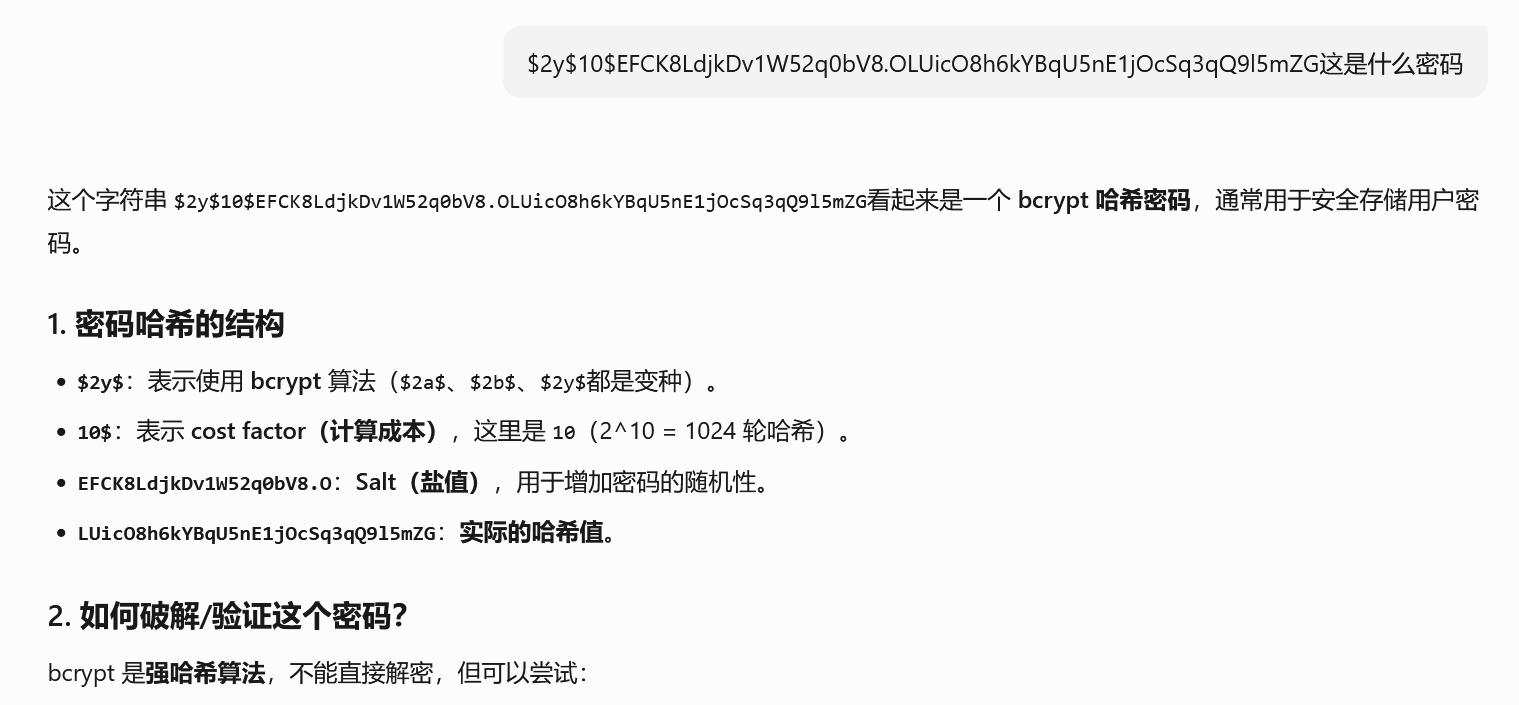 $2y$10$EFCK8LdjkDv1W52q0bV8.OLUicO8h6kYBqU5nE1jOcSq3qQ9l5mZG这是什么密码
这个字符串 $2y$10$EFCK8LdjkDv1W52q0bV8.OLUicO8h6kYBqU5nE1jOcSq3qQ9l5mZG看起来是一个 bcrypt 哈希密码，通常用于安全存储用户密
码。
1. 密码哈希的结构
• $2y$：表示使用 bcrypt 算法（$2a$、$2b$、$2y$都是变种）。
• 10$：表示 cost factor（计算成本），这里是 10（2^10 = 1024 轮哈希）。
• EFCK8LdjkDv1W52q0bV8.O：Salt（盐值），用于增加密码的随机性。
• LUicO8h6kYBqU5nE1jOcSq3qQ9l5mZG：实际的哈希值。
2. 如何破解/验证这个密码？
bcrypt 是强哈希算法，不能直接解密，但可以尝试：